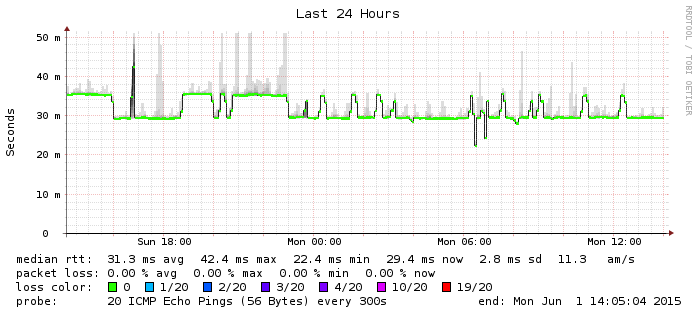 Last 24 Hours
RRDTOOL / TOBI OETIKER
Seconds
50 m
40 m
30 m
20 m
10 m
0
Sun 18:00 Mon 00:00 Mon 06:00 Mon 12:00
median rtt: 31.3 ms avg 42.4 ms max 22.4 ms min 29.4 ms now 2.8 ms sd 11.3 am/s
packet loss: 0.00 % avg 0.00 % max 0.00 % min 0.00 % now
loss color: 0 1/20 2/20 3/20 4/20 10/20 19/20
probe: 20 ICMP Echo Pings (56 Bytes) every 300s end: Mon Jun 1 14:05:04 2015